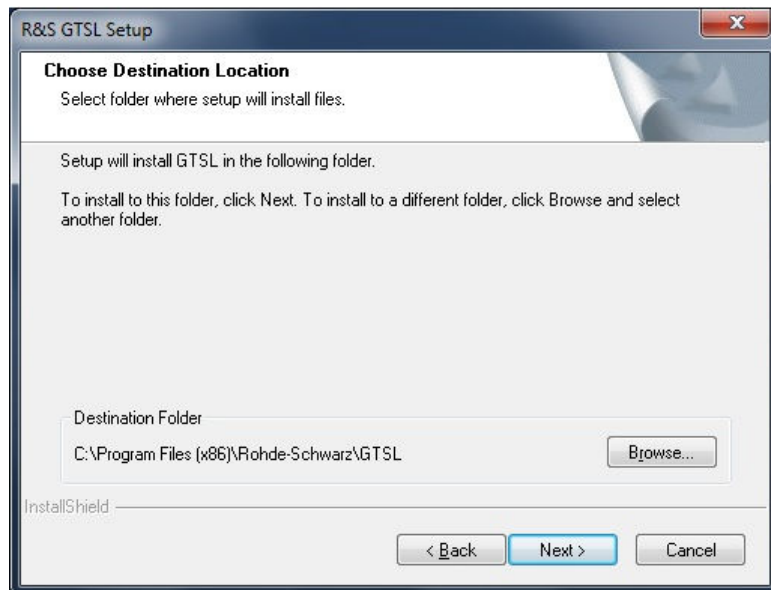 R&S GTSL Setup
Choose Destination Location
Select folder where setup will install files.
Setup will install GTSL in the following folder.
To install to this folder, click Next. To install to a different folder, click Browse and select
another folder.
Destination Folder
C:\Program Files (x86)\Rohde-Schwarz\GTSL
Browse...
InstallShield
< Back
Next >
Cancel